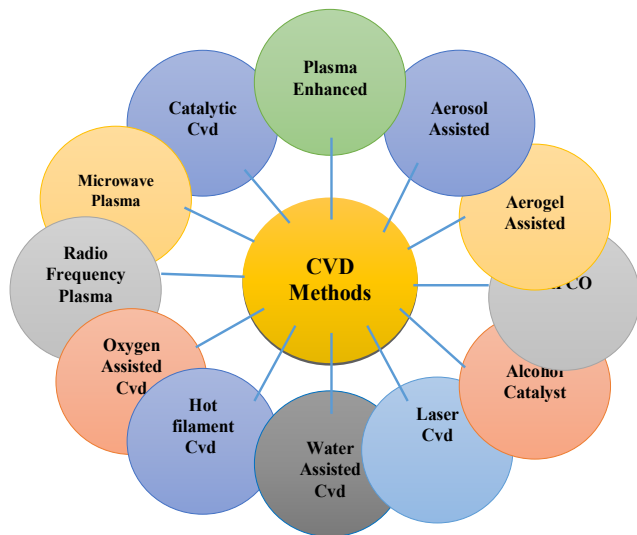 Plasma
Enhanced
Aerosol
Assisted
Aerogel
Assisted
CO
Alcohol
Catalyst
Laser
Cvd
Water
Assisted
Cvd
Hot
filament
Cvd
Oxygen
Assisted
Cvd
Radio
Frequency
Plasma
Microwave
Plasma
Catalytic
Cvd
CVD
Methods